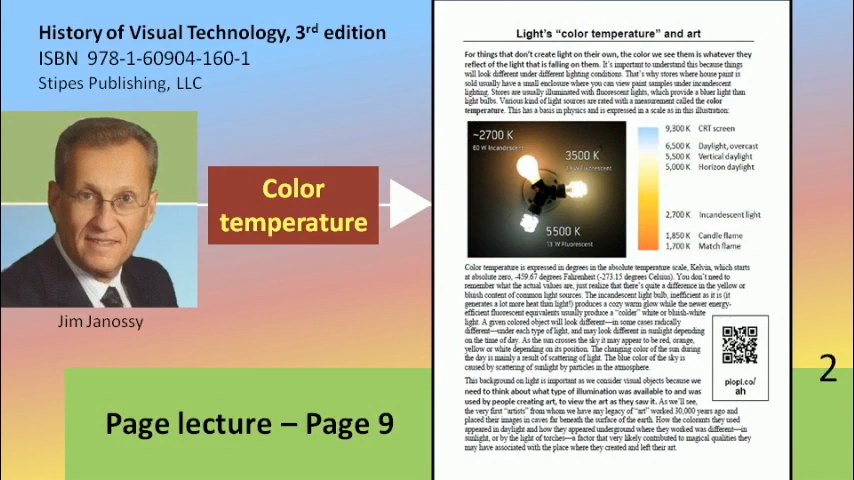 History of Visual Technology, 3rd edition
ISBN 978-1-60904-160-1
Stipes Publishing, LLC
Jim Janossy
Color
temperature
Page lecture – Page 9
Light's “color temperature” and art
For things that don't create light on their own, the color we see them is whatever they
reflect of the light that is falling on them. It's important to understand this because things
will look different under different lighting conditions. That's why stores where house paint is
sold usually have a small enclosure where you can view paint samples under incandescent
lighting. Stores are usually illuminated with fluorescent lights, which provide a bluer light than
light bulbs. Various kind of light sources are rated with a measurement called the color
temperature. This has a basis in physics and is expressed in a scale as in this illustration:
~2700 K
60 W Incandescent
3500 K
Fluorescent
5500 K
13 W Fluorescent
9,300 K CRT screen
6,500 K Daylight, overcast
5,500 K Vertical daylight
5,000 K Horizon daylight
2,700 K Incandescent light
1,850 K Candle flame
1,700 K Match flame
Color temperature is expressed in degrees in the absolute temperature scale, Kelvin, which starts
at absolute zero, -459.67 degrees Fahrenheit (-273.15 degrees Celsius). You don't need to
remember what the actual values are, just realize that there's quite a difference in the yellow or
bluish content of common light sources. The incandescent light bulb, inefficient as it is (it
generates a lot more heat than light!) produces a cozy warm glow while the newer energy-
efficient fluorescent equivalents usually produce a “colder” white or bluish-white
light. A given colored object will look different—in some cases radically
different—under each type of light, and may look different in sunlight depending
on the time of day. As the sun crosses the sky it may appear to be red, orange,
yellow or white depending on its position. The changing color of the sun during
the day is mainly a result of scattering of light. The blue color of the sky is
caused by scattering of sunlight by particles in the atmosphere.
piopi.co/
ah
This background on light is important as we consider visual objects because we
need to think about what type of illumination was available to and was
used by people creating art, to view the art as they saw it. As we'll see,
the very first “artists” from whom we have any legacy of “art” worked 30,000 years ago and
placed their images in caves far beneath the surface of the earth. How the colorants they used
appeared in daylight and how they appeared underground where they worked was different—in
sunlight, or by the light of torches—a factor that very likely contributed to magical qualities they
may have associated with the place where they created and left their art.
2